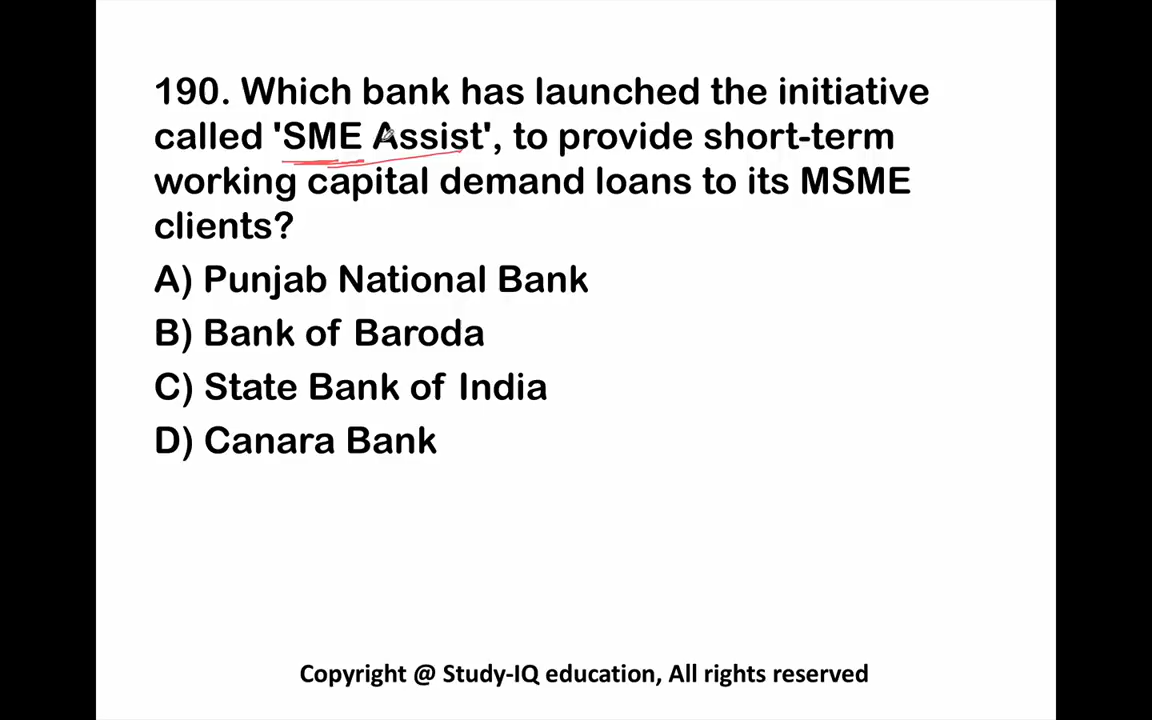 190. Which bank has launched the initiative
called 'SME Assist', to provide short-term
working capital demand loans to its MSME
clients?
A) Punjab National Bank
B) Bank of Baroda
C) State Bank of India
D) Canara Bank
Copyright @ Study-IQ education, All rights reserved